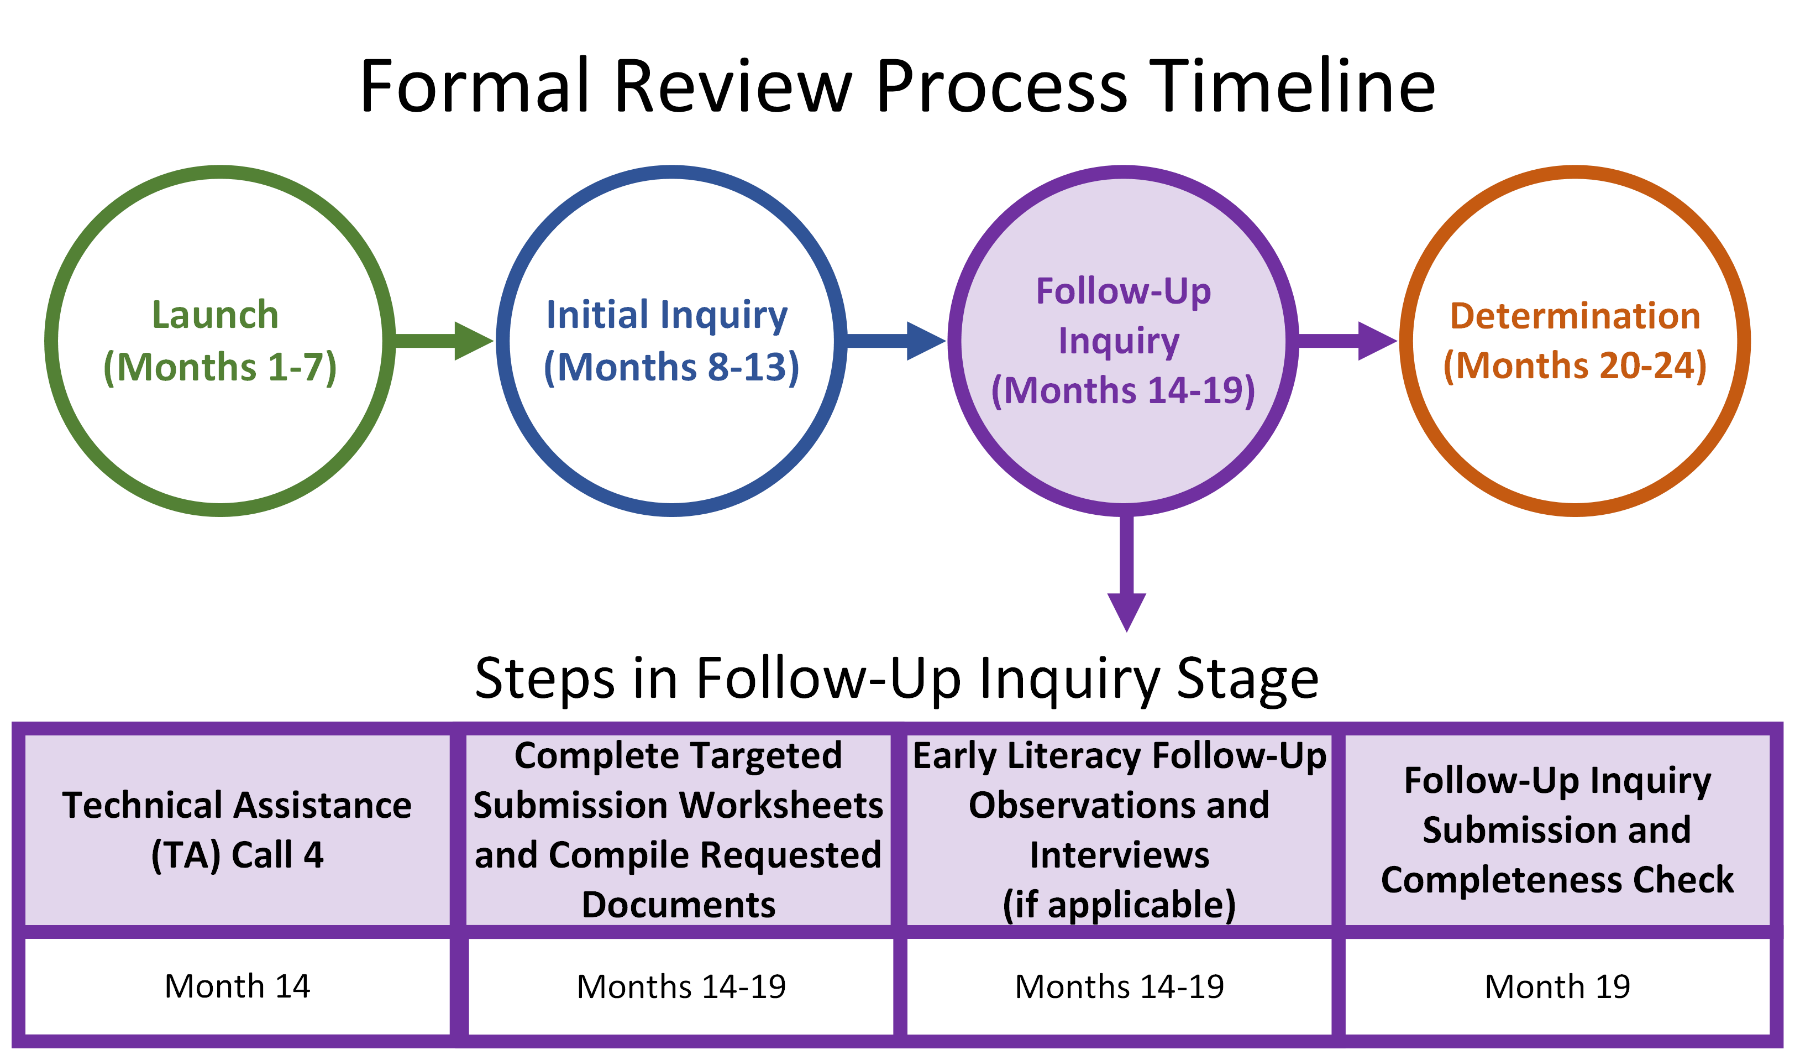 Formal Review Process Timeline
Launch
(Months 1-7)
Initial Inquiry
(Months 8-13)
Follow-Up
Inquiry
(Months 14-19)
Determination
(Months 20-24)
Steps in Follow-Up Inquiry Stage
Technical Assistance
(TA) Call 4
Complete Targeted
Submission Worksheets
and Compile Requested
Documents
Early Literacy Follow-Up
Observations and
Interviews
(if applicable)
Follow-Up Inquiry
Submission and
Completeness Check
Month 14
Months 14-19
Months 14-19
Month 19